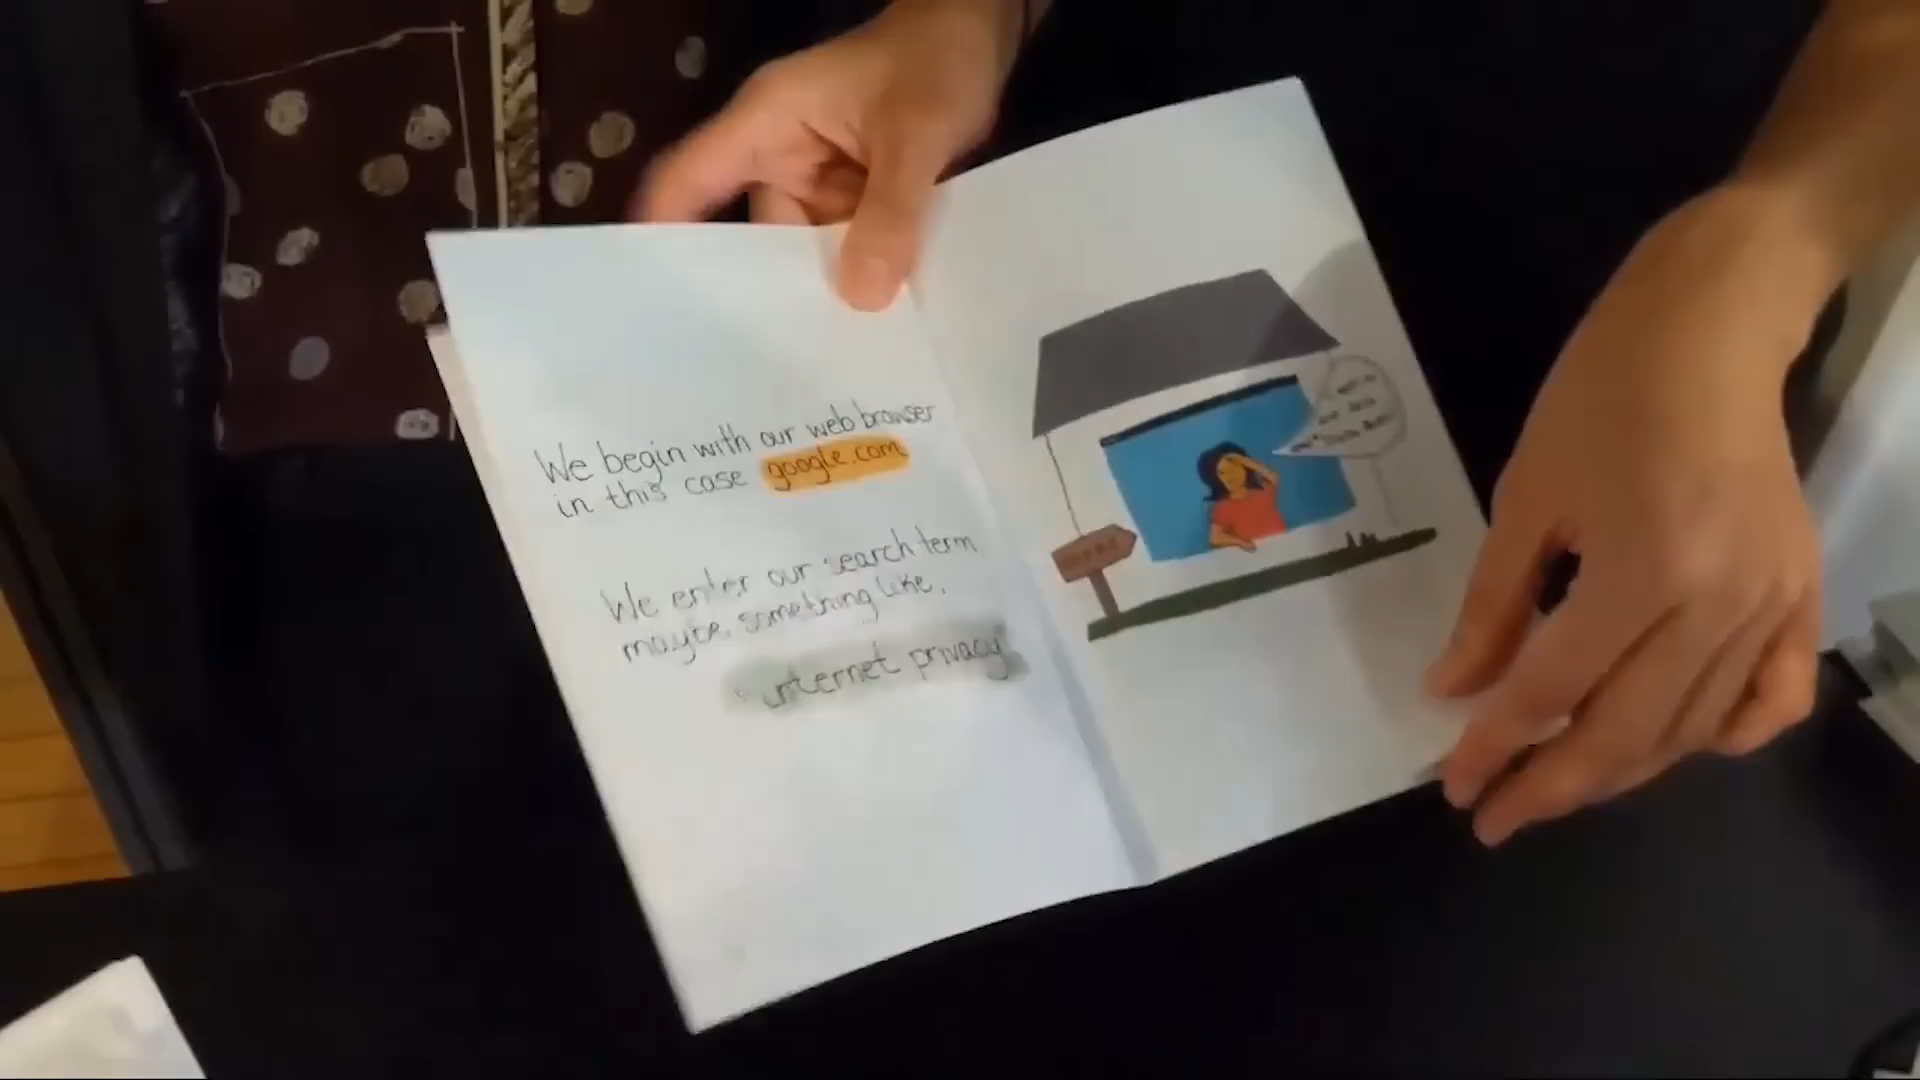 We begin with our web browser
in this case google.com
We enter our search term,
maybe, something like,
internet privacy